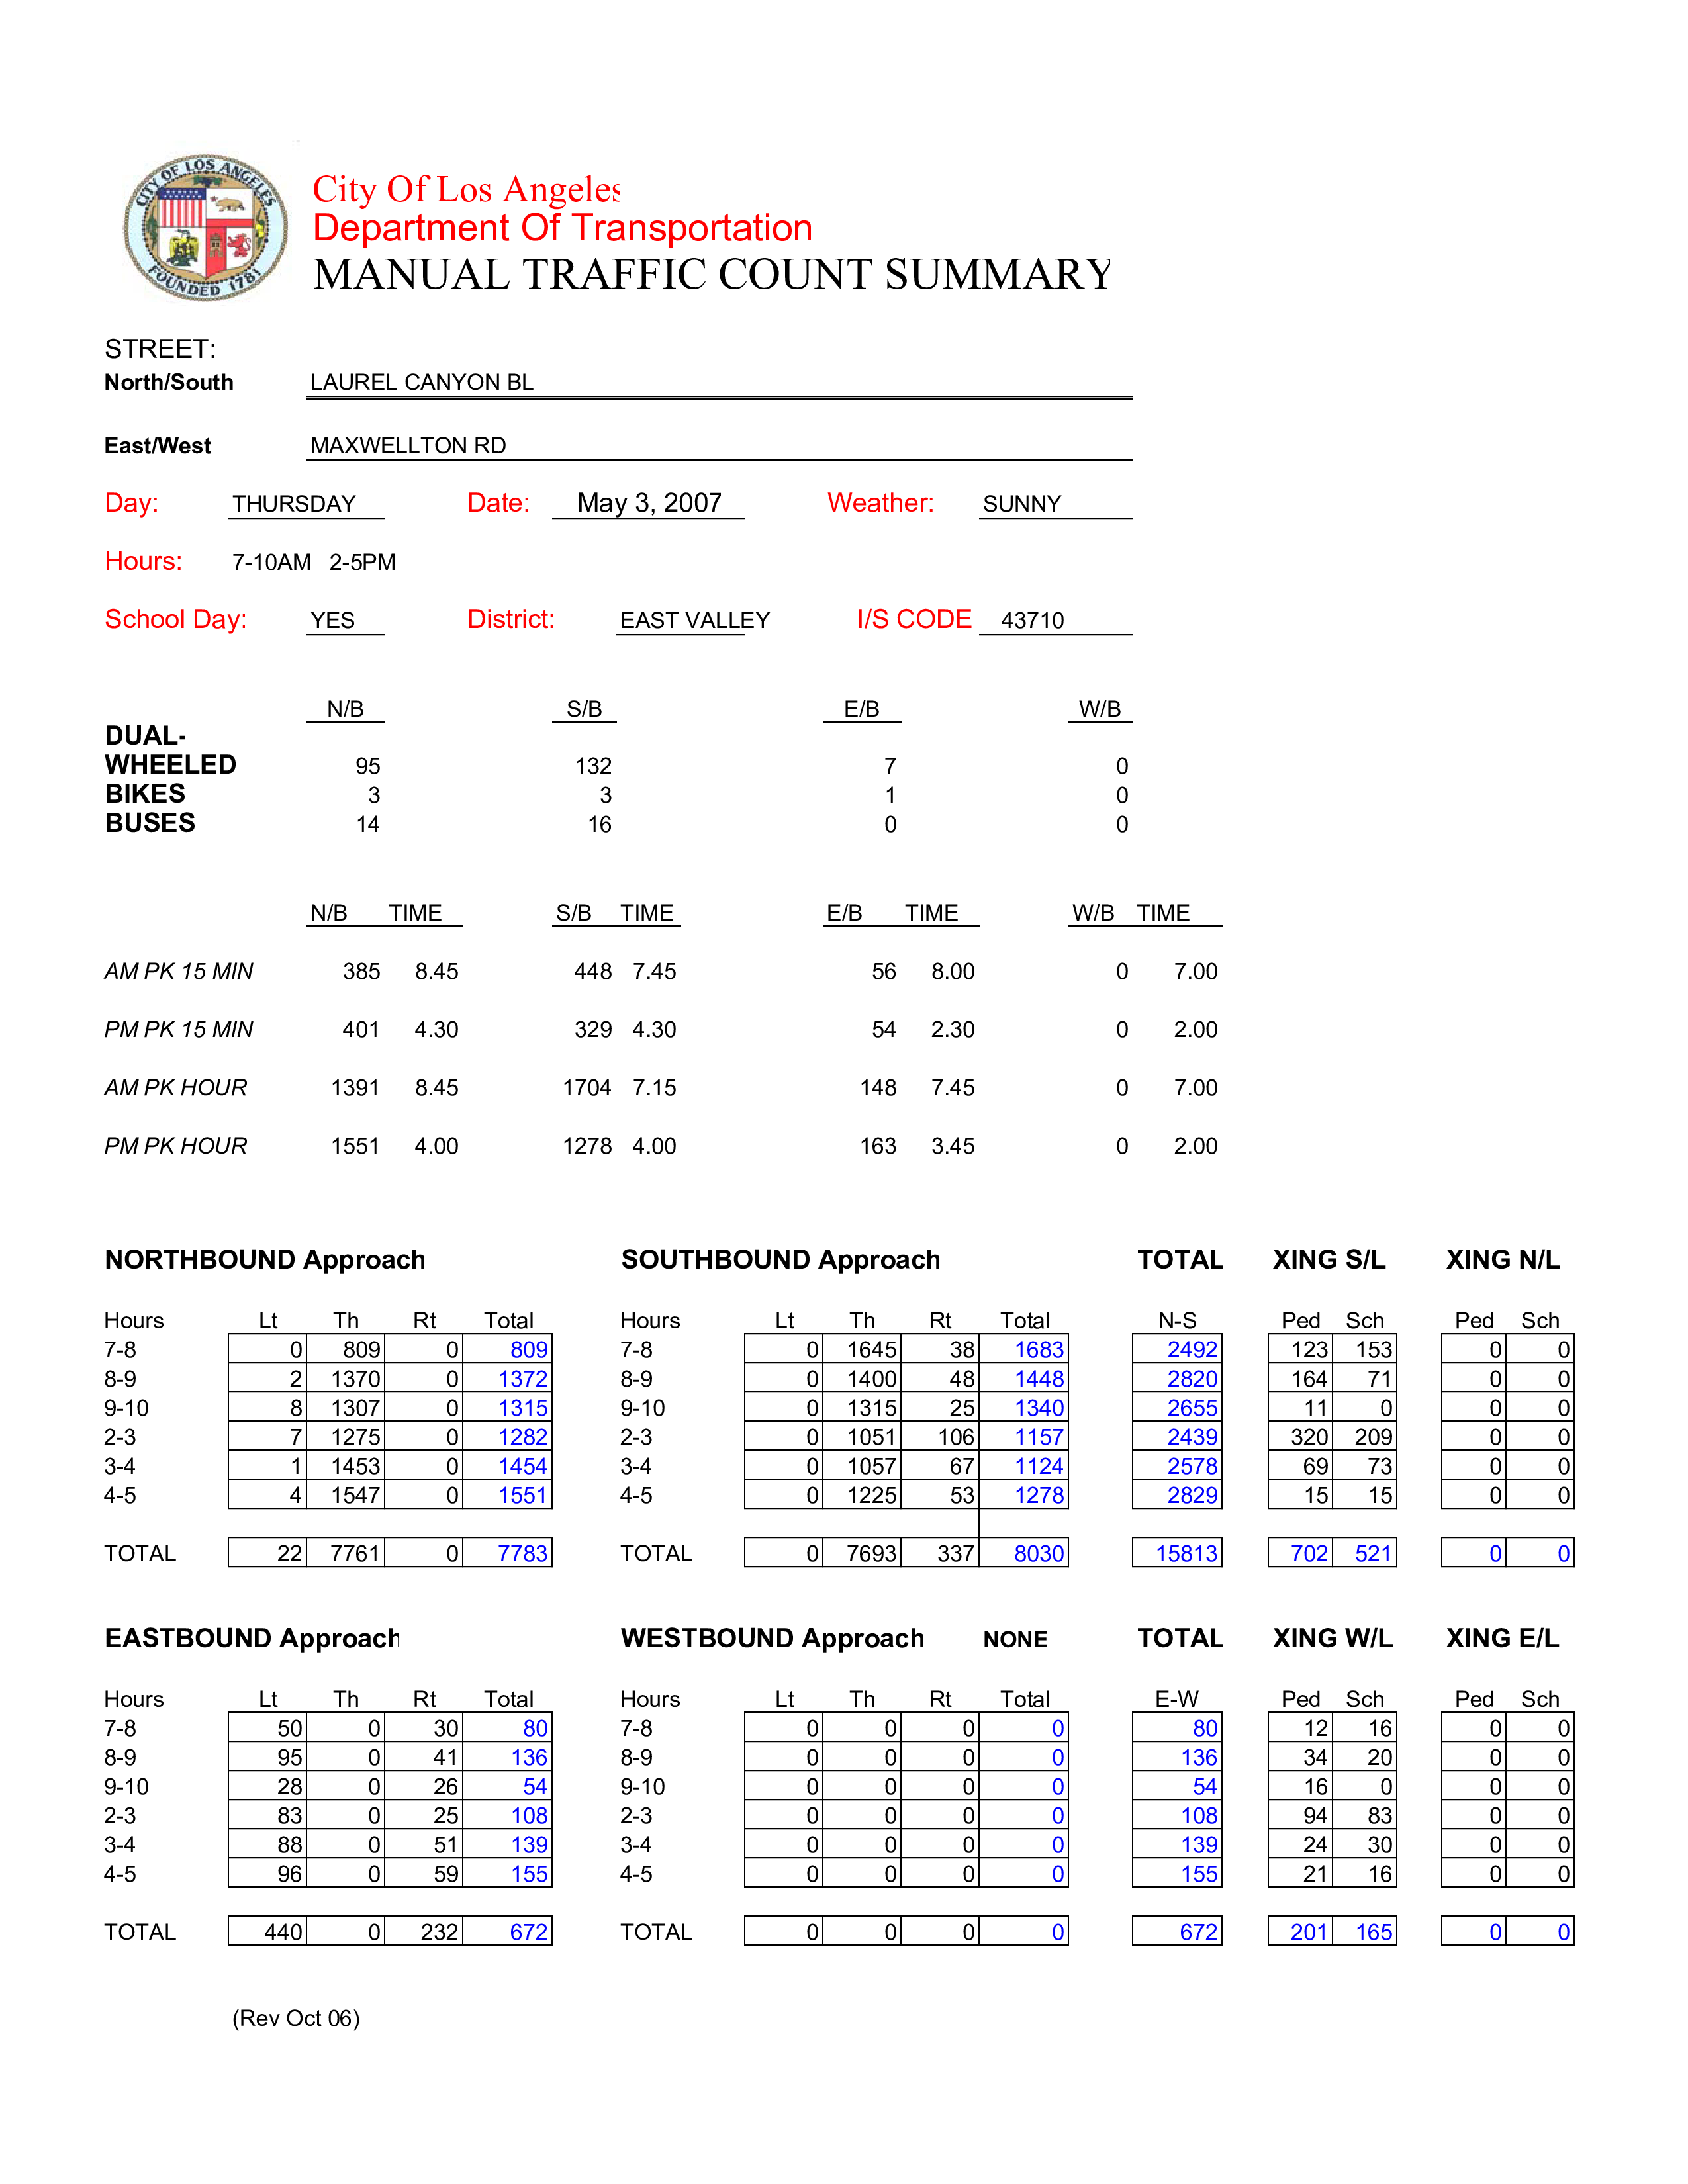 CITY OF LOS ANGELES
FOUNDED 1781
City Of Los Angeles
Department Of Transportation
MANUAL TRAFFIC COUNT SUMMARY
STREET:
North/South LAUREL CANYON BL
East/West MAXWELLTON RD
Day: THURSDAY Date: May 3, 2007 Weather: SUNNY
Hours: 7-10AM 2-5PM
School Day: YES District: EAST VALLEY I/S CODE 43710
N/B S/B E/B W/B
DUAL-
WHEELED 95 132 7 0
BIKES 3 3 1 0
BUSES 14 16 0 0
N/B TIME S/B TIME E/B TIME W/B TIME
AM PK 15 MIN 385 8.45 448 7.45 56 8.00 0 7.00
PM PK 15 MIN 401 4.30 329 4.30 54 2.30 0 2.00
AM PK HOUR 1391 8.45 1704 7.15 148 7.45 0 7.00
PM PK HOUR 1551 4.00 1278 4.00 163 3.45 0 2.00
NORTHBOUND Approach SOUTHBOUND Approach TOTAL XING S/L XING N/L
Hours Lt Th Rt Total Hours Lt Th Rt Total N-S Ped Sch Ped Sch
7-8 0 809 0 809 7-8 0 1645 38 1683 2492 123 153 0 0
8-9 2 1370 0 1372 8-9 0 1400 48 1448 2820 164 71 0 0
9-10 8 1307 0 1315 9-10 0 1315 25 1340 2655 11 0 0 0
2-3 7 1275 0 1282 2-3 0 1051 106 1157 2439 320 209 0 0
3-4 1 1453 0 1454 3-4 0 1057 67 1124 2578 69 73 0 0
4-5 4 1547 0 1551 4-5 0 1225 53 1278 2829 15 15 0 0
TOTAL 22 7761 0 7783 TOTAL 0 7693 337 8030 15813 702 521 0 0
EASTBOUND Approach WESTBOUND Approach NONE TOTAL XING W/L XING E/L
Hours Lt Th Rt Total Hours Lt Th Rt Total E-W Ped Sch Ped Sch
7-8 50 0 30 80 7-8 0 0 0 0 80 12 16 0 0
8-9 95 0 41 136 8-9 0 0 0 0 136 34 20 0 0
9-10 28 0 26 54 9-10 0 0 0 0 54 16 0 0 0
2-3 83 0 25 108 2-3 0 0 0 0 108 94 83 0 0
3-4 88 0 51 139 3-4 0 0 0 0 139 24 30 0 0
4-5 96 0 59 155 4-5 0 0 0 0 155 21 16 0 0
TOTAL 440 0 232 672 TOTAL 0 0 0 0 672 201 165 0 0
(Rev Oct 06)